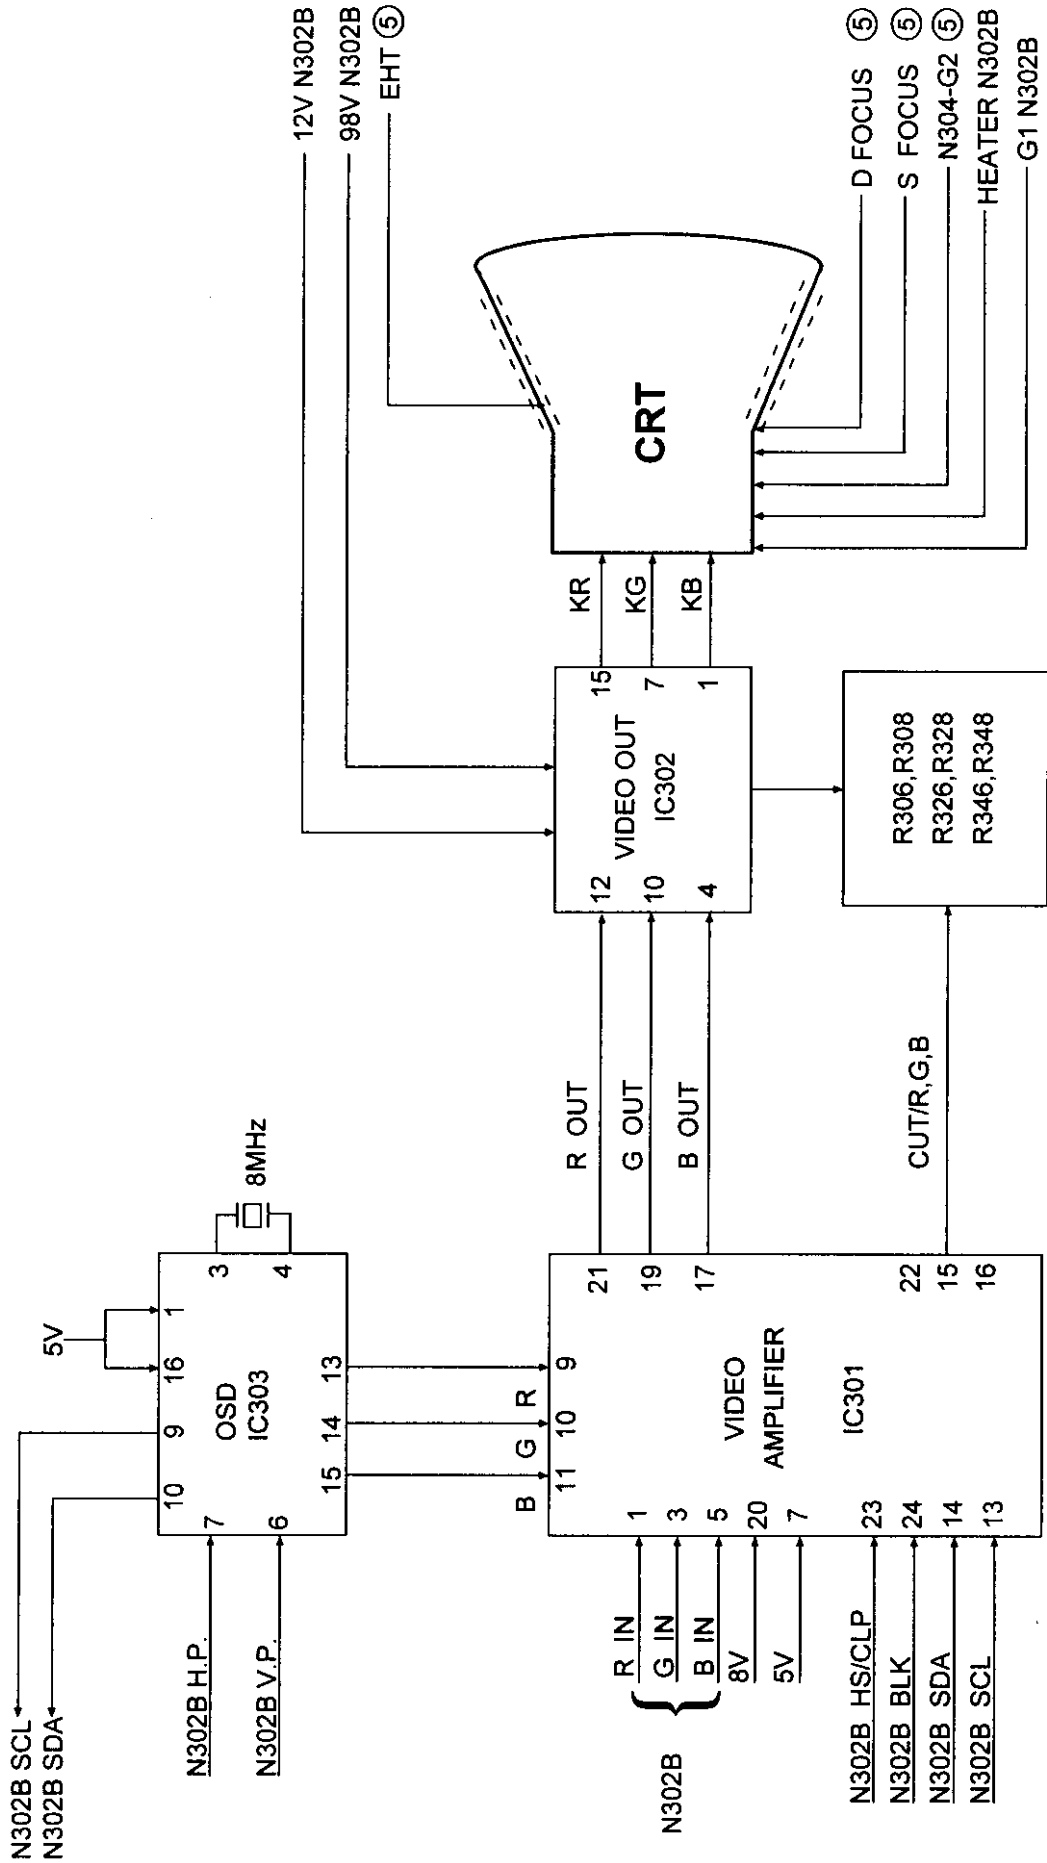 N302B SCL
N302B SDA
N302B H.P.
N302B V.P.
5V
10
9
16
1
7
6
OSD
IC303
3
4
8MHz
15
14
13
B
G
R
11
10
9
N302B
R IN
G IN
B IN
8V
5V
N302B HS/CLP
N302B BLK
N302B SDA
N302B SCL
1
3
5
20
7
23
24
14
13
VIDEO
AMPLIFIER
IC301
21
19
17
22
15
16
R OUT
G OUT
B OUT
CUT/R,G,B
12
10
4
VIDEO OUT
IC302
15
7
1
R306,R308
R326,R328
R346,R348
KR
KG
KB
CRT
12V N302B
98V N302B
EHT ⑤
D FOCUS ⑤
S FOCUS ⑤
N304-G2 ⑤
HEATER N302B
G1 N302B